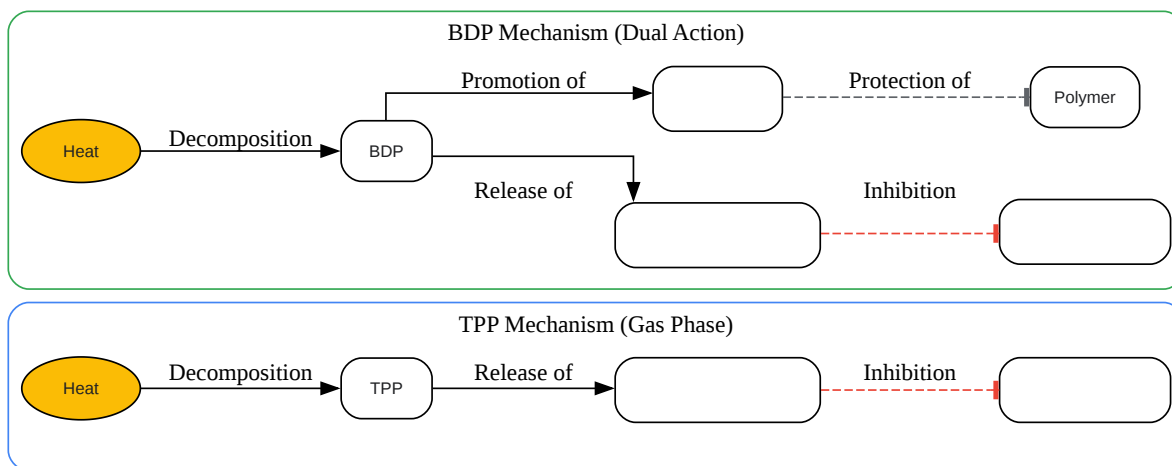 BDP Mechanism (Dual Action)
Promotion of
Protection of
Polymer
Heat
Decomposition
BDP
Release of
Inhibition
TPP Mechanism (Gas Phase)
Heat
Decomposition
TPP
Release of
Inhibition